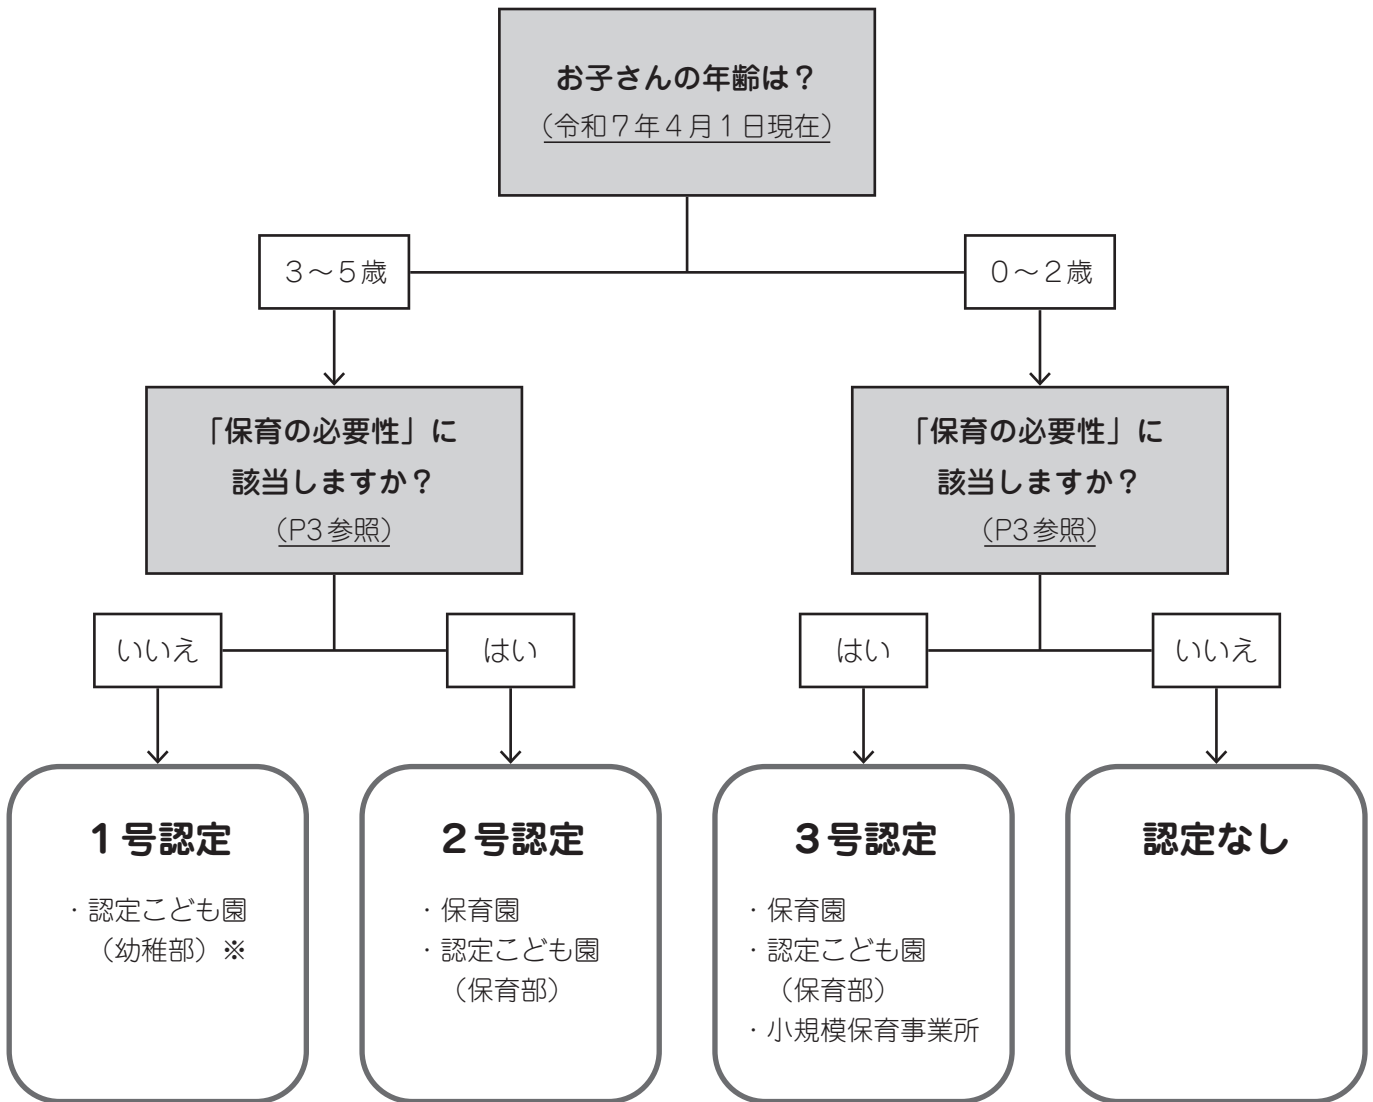 お子さんの年齢は？
（令和７年４月１日現在）
３～５歳
０～２歳
「保育の必要性」に
該当しますか？
（P3参照）
「保育の必要性」に
該当しますか？
（P3参照）
いいえ
はい
はい
いいえ
１号認定
・認定こども園
（幼稚部）※
２号認定
・保育園
・認定こども園
（保育部）
３号認定
・保育園
・認定こども園
（保育部）
・小規模保育事業所
認定なし